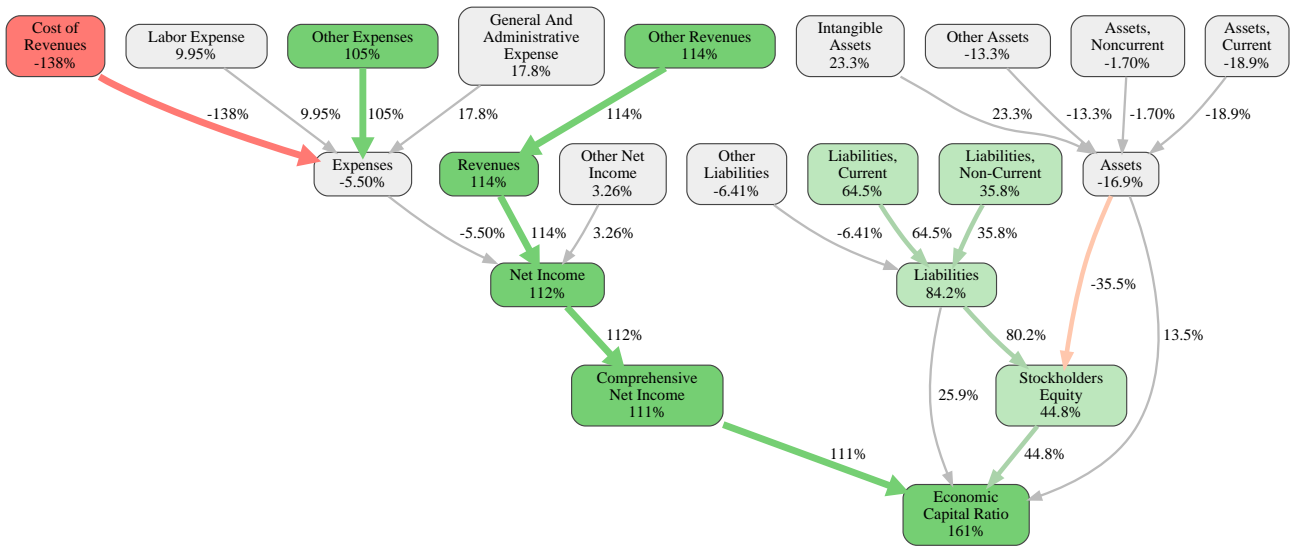 Cost of
Revenues
-138%
Labor Expense
9.95%
Other Expenses
105%
General And
Administrative
Expense
17.8%
Other Revenues
114%
Intangible
Assets
23.3%
Other Assets
-13.3%
Assets,
Noncurrent
-1.70%
Assets,
Current
-18.9%
-138%
9.95%
105%
17.8%
114%
23.3%
-13.3%
-1.70%
-18.9%
Expenses
-5.50%
Revenues
114%
Other Net
Income
3.26%
Other
Liabilities
-6.41%
Liabilities,
Current
64.5%
Liabilities,
Non-Current
35.8%
Assets
-16.9%
-5.50%
114%
3.26%
-6.41%
64.5%
35.8%
Net Income
112%
Liabilities
84.2%
-35.5%
112%
80.2%
13.5%
Comprehensive
Net Income
111%
25.9%
Stockholders
Equity
44.8%
111%
44.8%
Economic
Capital Ratio
161%